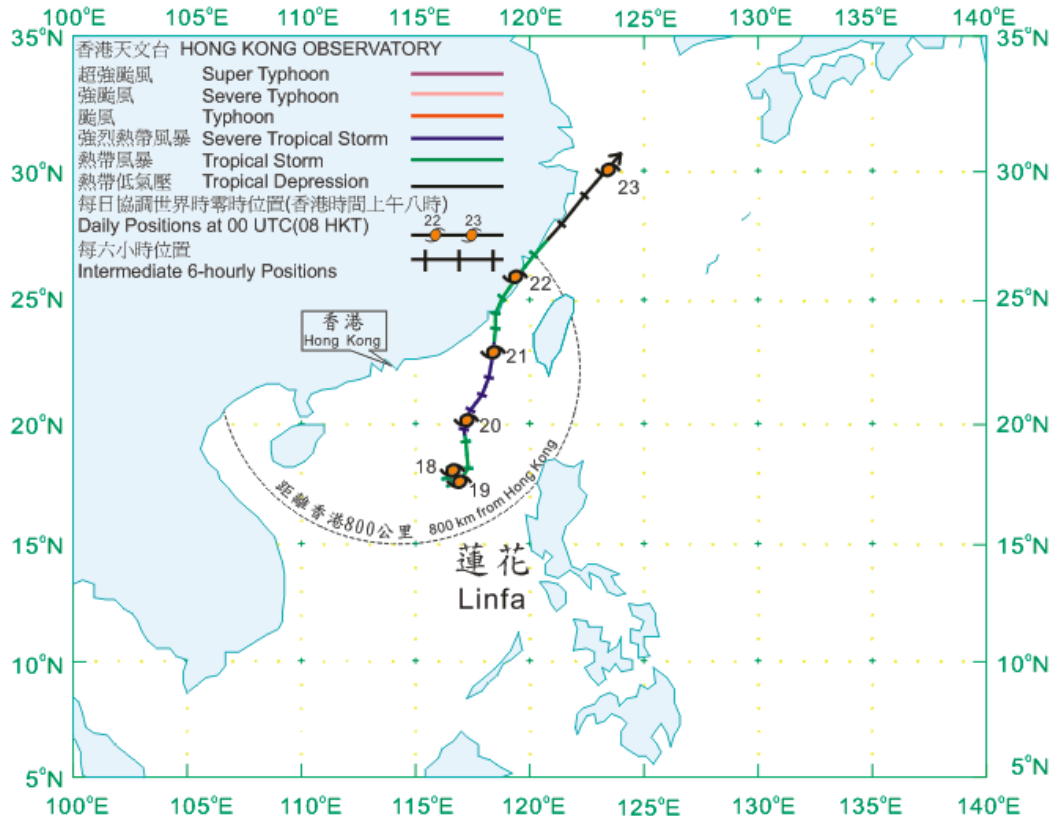 100°E 105°E 110°E 115°E 120°E 125°E 130°E 135°E 140°E
35°N 35°N
香港天文台 HONG KONG OBSERVATORY
超強颱風 Super Typhoon
強颱風 Severe Typhoon
颱風 Typhoon
強烈熱帶風暴 Severe Tropical Storm
熱帶風暴 Tropical Storm
熱帶低氣壓 Tropical Depression
每日協調世界時零時位置(香港時間上午八時)
Daily Positions at 00 UTC(08 HKT)
22 23
每六小時位置
Intermediate 6-hourly Positions
30°N 30°N
23
22
25°N 25°N
香港
Hong Kong
21
20°N 20°N
20
18
19
距離香港800公里 800 km from Hong Kong
15°N 15°N
蓮花
Linfa
10°N 10°N
5°N 5°N
100°E 105°E 110°E 115°E 120°E 125°E 130°E 135°E 140°E